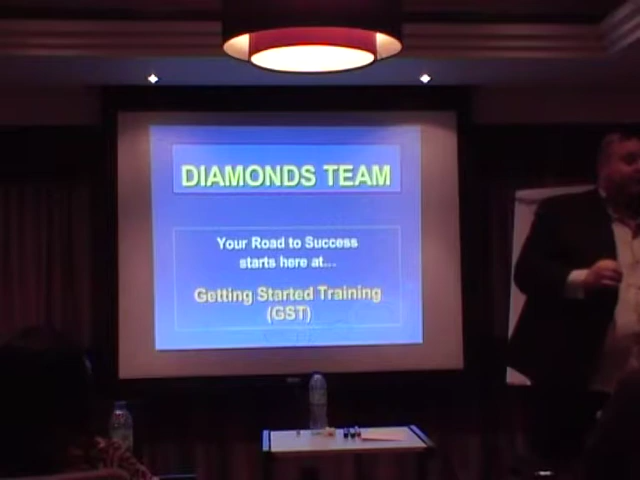 DIAMONDS TEAM
Your Road to Success
starts here at...
Getting Started Training
(GST)